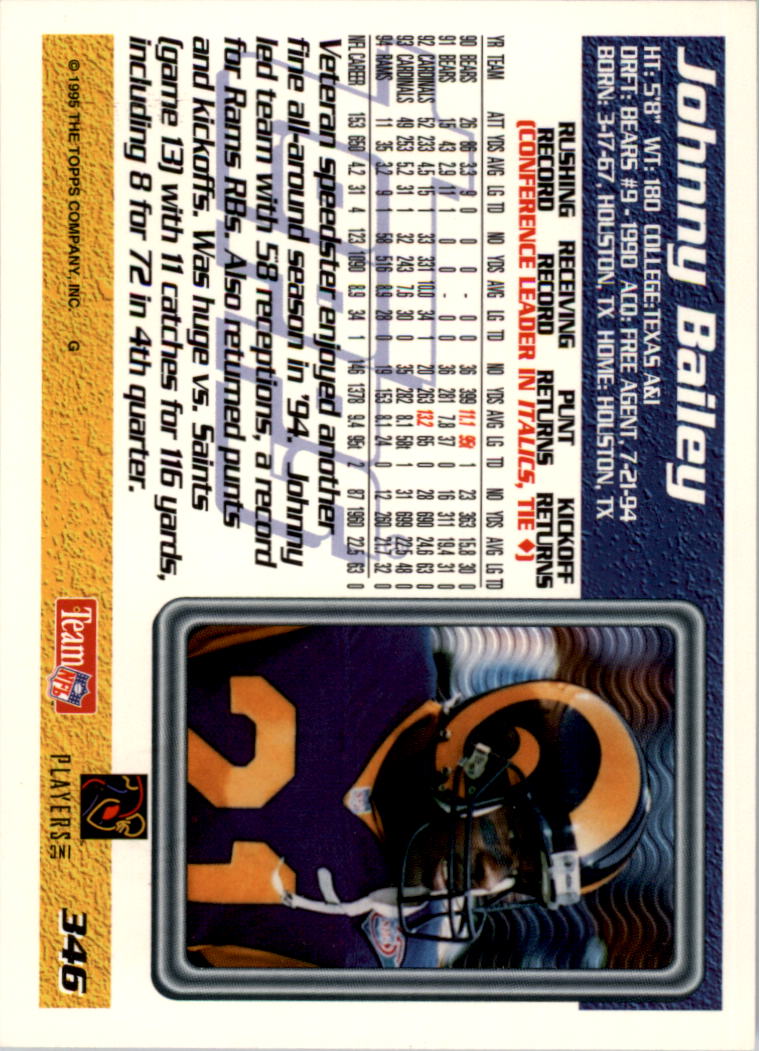 Johnny Bailey
HT: 5'8" WT: 180 COLLEGE: TEXAS A&I
DRFT: BEARS #9 - 1990 ACQ: FREE AGENT, 7-21-94
BORN: 3-17-67, HOUSTON, TX HOME: HOUSTON, TX
RUSHING RECEIVING PUNT KICKOFF
RECORD RECORD RETURNS RETURNS
(CONFERENCE LEADER IN ITALICS, TIE ♦)
YR TEAM ATT YDS AVG LG TD NO YDS AVG LG TD NO YDS AVG LG TD NO YDS AVG LG TD
90 BEARS 26 86 3.3 9 0 0 0 - 0 0 36 399 11.1 95t 1 23 363 15.8 30 0
91 BEARS 15 43 2.9 11 1 0 0 - 0 0 36 281 7.8 37 0 16 311 19.4 31 0
92 CARDINALS 52 233 4.5 15 1 33 331 10.0 34 1 20 263 13.2 65 0 28 690 24.6 63 0
93 CARDINALS 49 253 5.2 31 1 32 243 7.6 30 0 35 282 8.1 58t 1 31 699 22.5 48 0
94 RAMS 11 35 3.2 9 1 58 516 8.9 28 0 19 153 8.1 24 0 12 260 21.7 32 0
NFL CAREER 153 650 4.2 31 4 123 1090 8.9 34 1 146 1378 9.4 95t 2 87 1960 22.5 63 0
Veteran speedster enjoyed another
fine all-around season in '94. Johnny
led team with 58 receptions, a record
for Rams RBs. Also returned punts
and kickoffs. Was huge vs. Saints
(game 13) with 11 catches for 116 yards,
including 8 for 72 in 4th quarter.
21
© 1995 THE TOPPS COMPANY, INC. G
Team NFL
PLAYERS INC
346